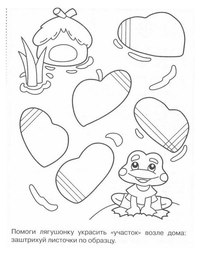 Помоги лягушонку украсить «участок» возле дома:
заштрихуй листочки по образцу.